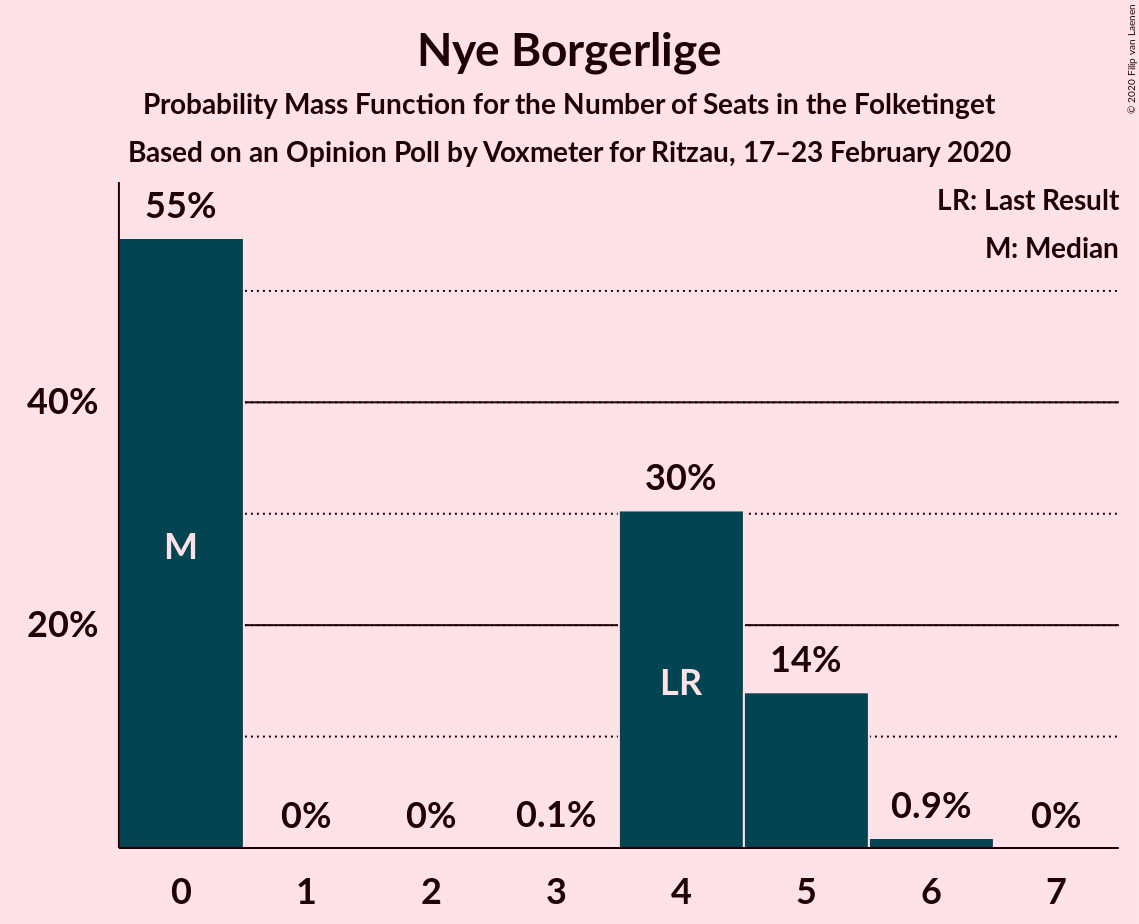 Nye Borgerlige
Probability Mass Function for the Number of Seats in the Folketinget
Based on an Opinion Poll by Voxmeter for Ritzau, 17–23 February 2020
© 2020 Filip van Laenen
LR: Last Result
M: Median
55%
40%
30%
M
20%
14%
LR
0%
0%
0.1%
0.9%
0%
0 1 2 3 4 5 6 7